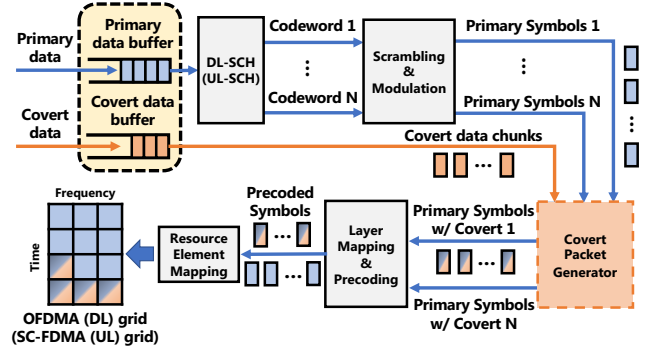 Primary
data
Primary
data buffer
Covert
data
Covert data
buffer
DL-SCH
(UL-SCH)
Codeword 1
Codeword N
Scrambling
&
Modulation
Primary Symbols 1
Primary Symbols N
Covert data chunks
Frequency
Time
OFDMA (DL) grid
(SC-FDMA (UL) grid)
Resource
Element
Mapping
Precoded
Symbols
Layer
Mapping
&
Precoding
Primary Symbols
w/ Covert 1
Primary Symbols
w/ Covert N
Covert
Packet
Generator